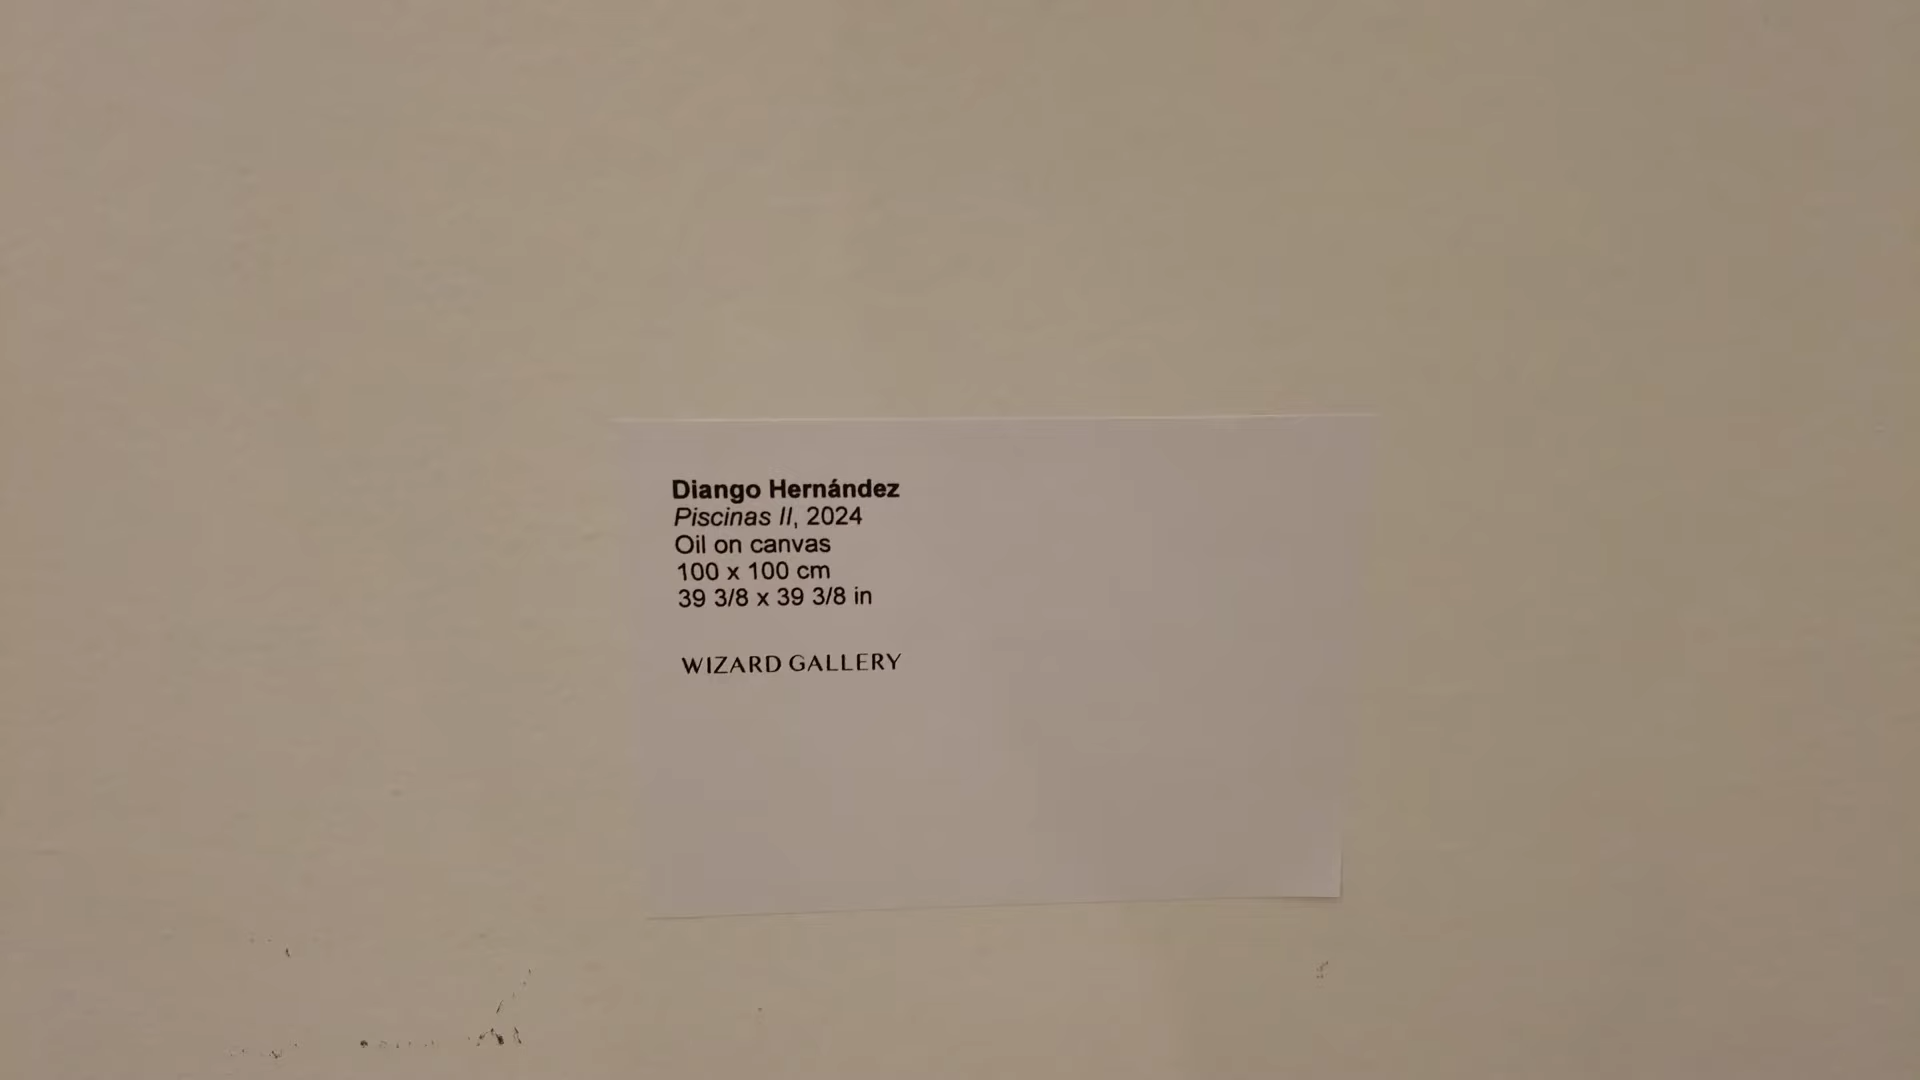 Diango Hernández
Piscinas II, 2024
Oil on canvas
100 x 100 cm
39 3/8 x 39 3/8 in
WIZARD GALLERY